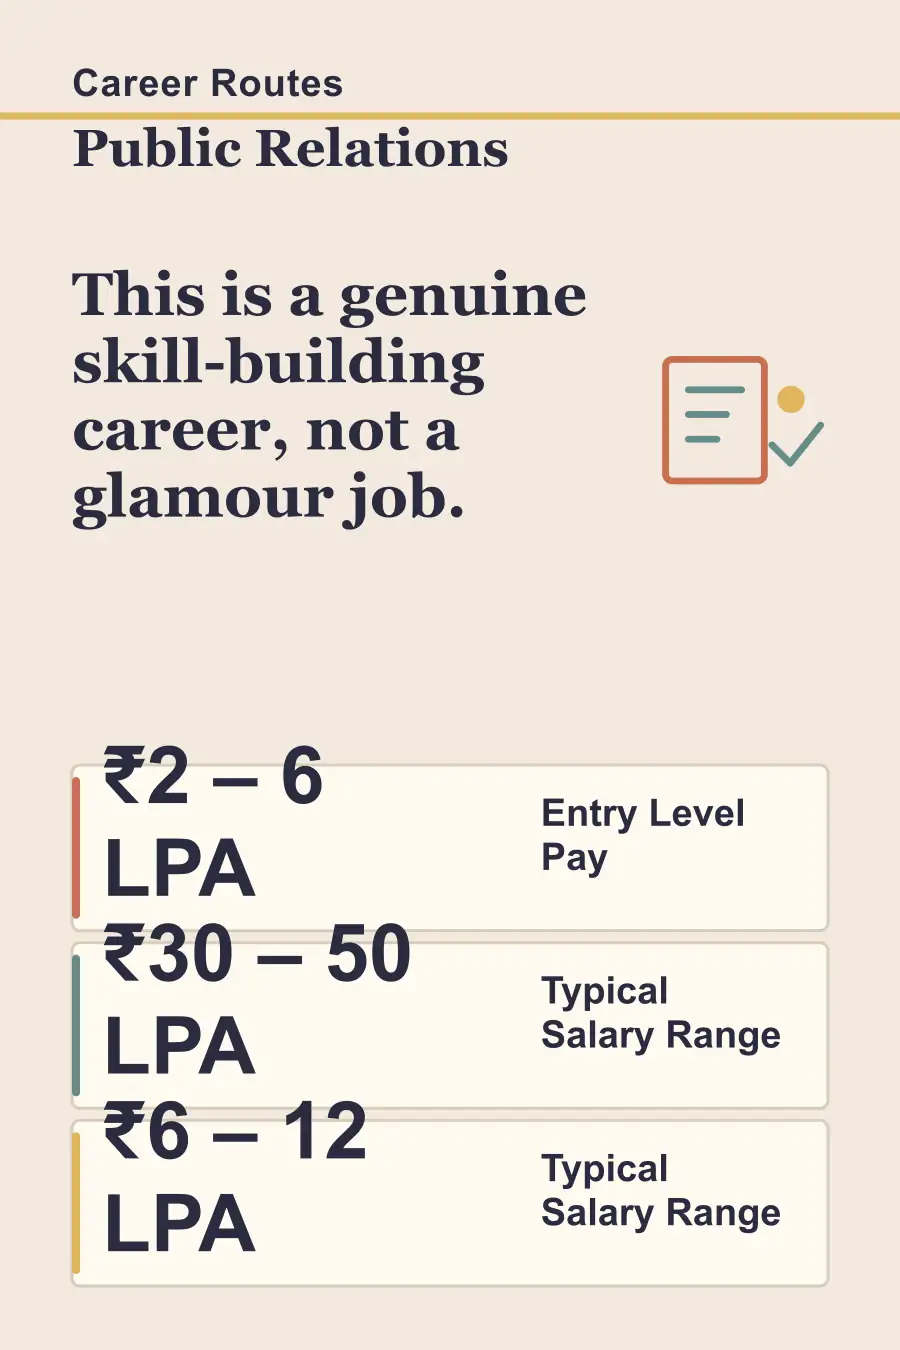 Career Routes
Public Relations
This is a genuine
skill-building
career, not a
glamour job.
₹2 – 6
LPA
Entry Level
Pay
₹30 – 50
LPA
Typical
Salary Range
₹6 – 12
LPA
Typical
Salary Range